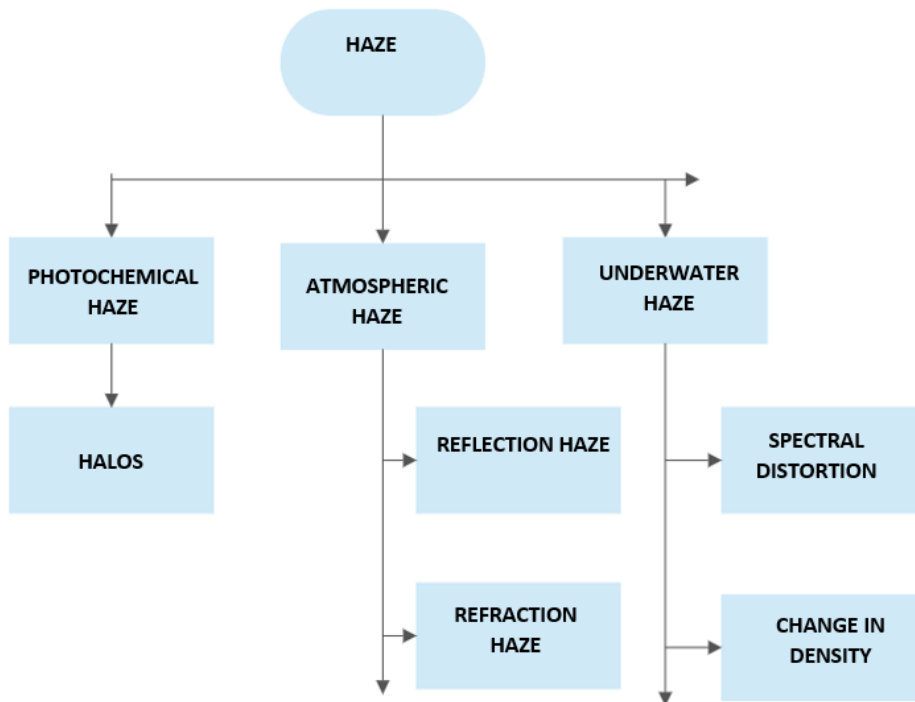 HAZE
PHOTOCHEMICAL
HAZE
ATMOSPHERIC
HAZE
UNDERWATER
HAZE
HALOS
REFLECTION HAZE
SPECTRAL
DISTORTION
REFRACTION
HAZE
CHANGE IN
DENSITY